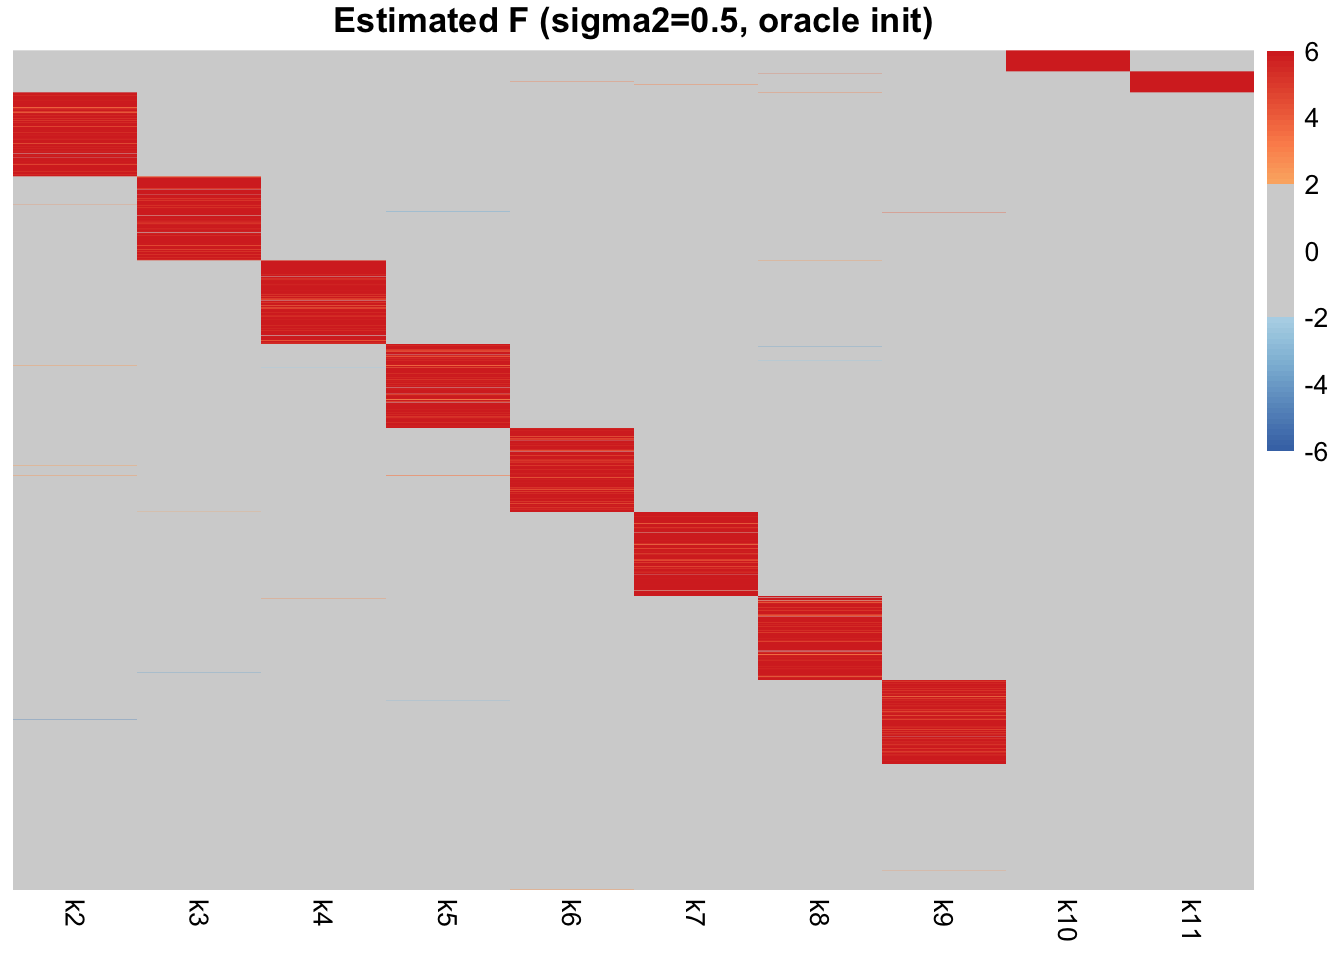 Estimated F (sigma2=0.5, oracle init)
6
4
2
0
-2
-4
-6
k2
k3
k4
k5
k6
k7
k8
k9
k10
k11